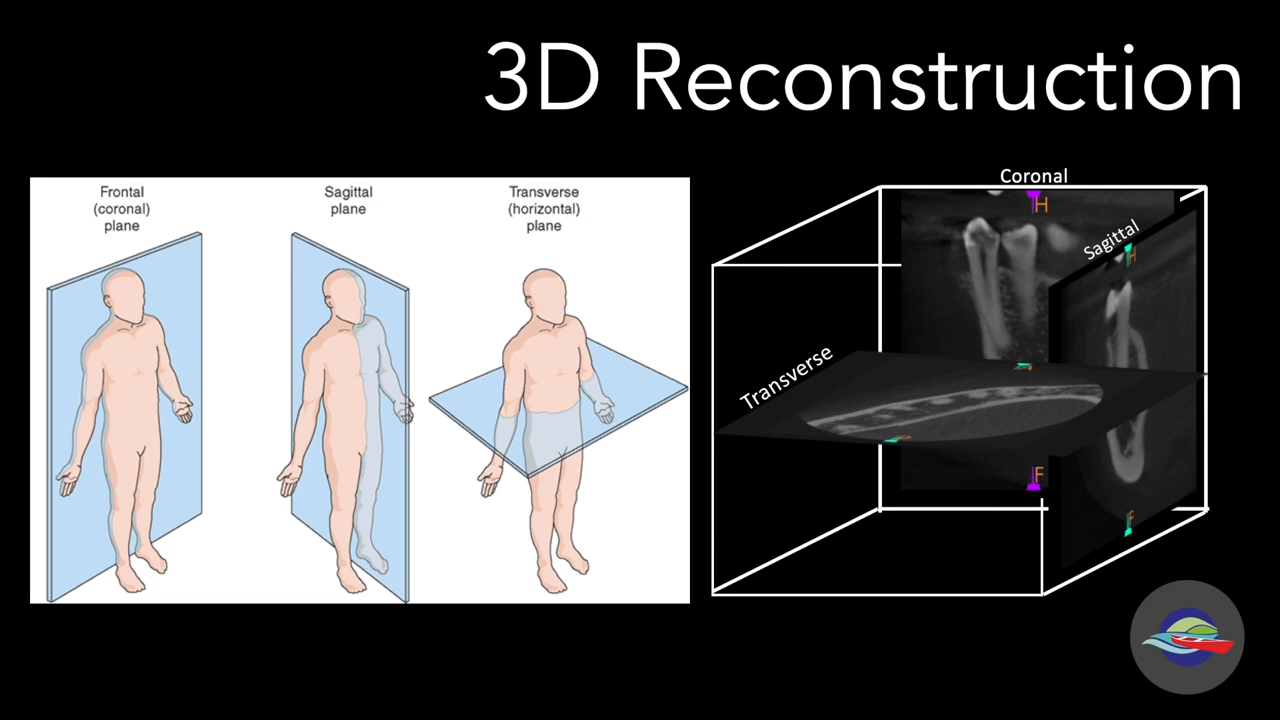 3D Reconstruction
Frontal
(coronal)
plane
Sagittal
plane
Transverse
(horizontal)
plane
Coronal
H
Sagittal
H
Transverse
F
F